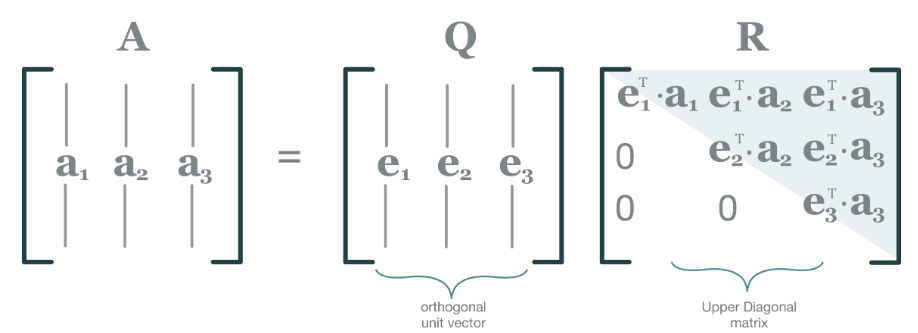 A Q R
a₁ a₂ a₃ = e₁ e₂ e₃
e₁ᵀ·a₁ e₁ᵀ·a₂ e₁ᵀ·a₃
0 e₂ᵀ·a₂ e₂ᵀ·a₃
0 0 e₃ᵀ·a₃
orthogonal
unit vector
Upper Diagonal
matrix